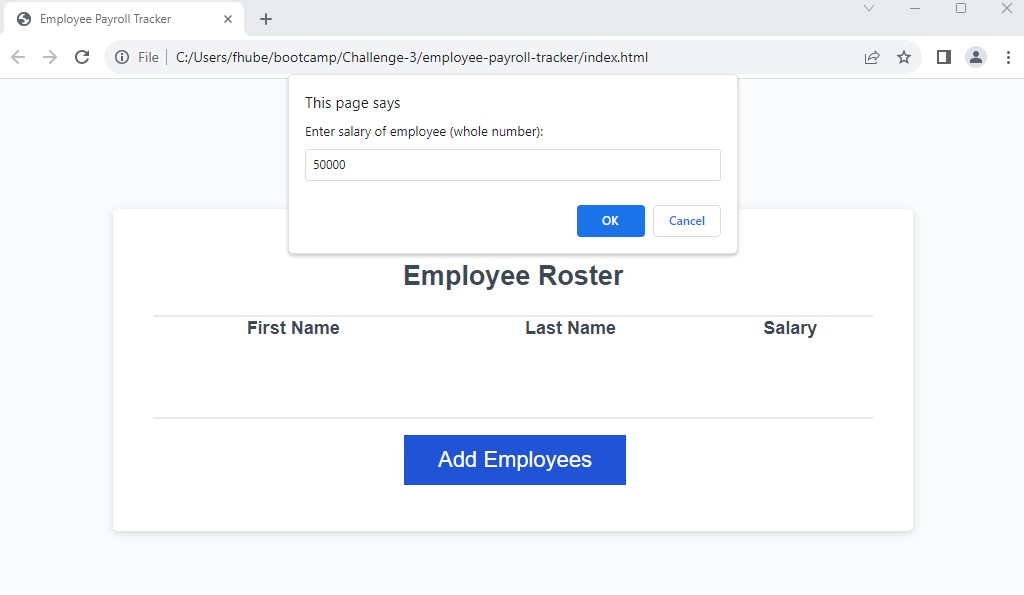 Employee Payroll Tracker
File C:/Users/fhube/bootcamp/Challenge-3/employee-payroll-tracker/index.html
This page says
Enter salary of employee (whole number):
50000
OK Cancel
Employee Roster
First Name Last Name Salary
Add Employees